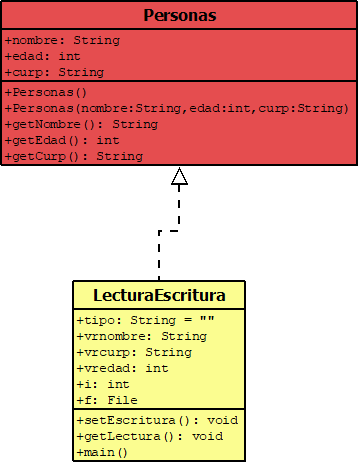 Personas
+nombre: String
+edad: int
+curp: String
+Personas()
+Personas(nombre:String,edad:int,curp:String)
+getNombre(): String
+getEdad(): int
+getCurp(): String
LecturaEscritura
+tipo: String = ""
+vrnombre: String
+vrcurp: String
+vredad: int
+i: int
+f: File
+setEscritura(): void
+getLectura(): void
+main()